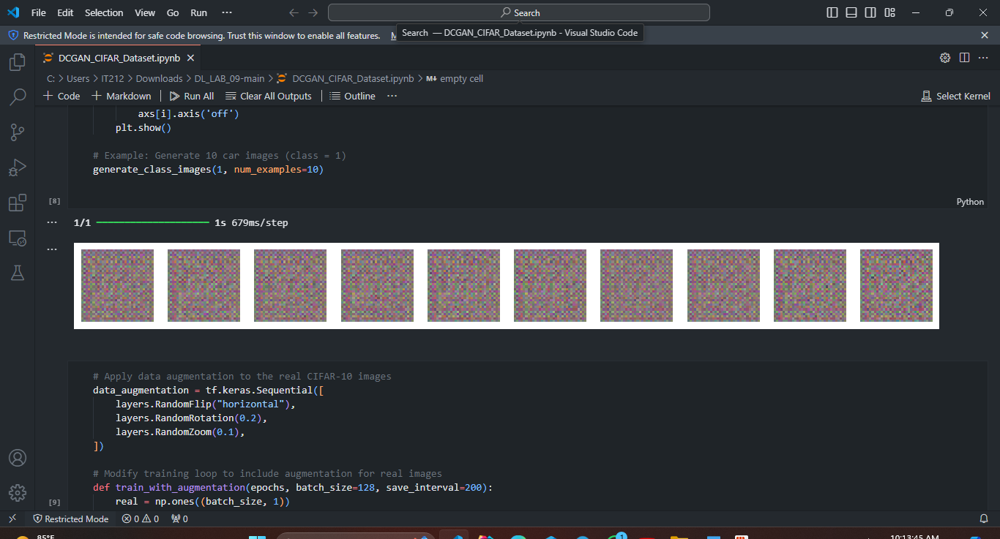 File Edit Selection View Go Run ··· Search
Restricted Mode is intended for safe code browsing. Trust this window to enable all features.
Search — DCGAN_CIFAR_Dataset.ipynb - Visual Studio Code
DCGAN_CIFAR_Dataset.ipynb
C: > Users > IT212 > Downloads > DL_LAB_09-main > DCGAN_CIFAR_Dataset.ipynb > M↓ empty cell
+ Code + Markdown | Run All Clear All Outputs | Outline ··· Select Kernel
axs[i].axis('off')
plt.show()
# Example: Generate 10 car images (class = 1)
generate_class_images(1, num_examples=10)
[8] Python
1/1 ━━━━━━━━━━━━━━━━━━━━ 1s 679ms/step
# Apply data augmentation to the real CIFAR-10 images
data_augmentation = tf.keras.Sequential([
layers.RandomFlip("horizontal"),
layers.RandomRotation(0.2),
layers.RandomZoom(0.1),
])
# Modify training loop to include augmentation for real images
def train_with_augmentation(epochs, batch_size=128, save_interval=200):
[9] real = np.ones((batch_size, 1))
Restricted Mode 0 0 0
85°F 1 10:13:45 AM